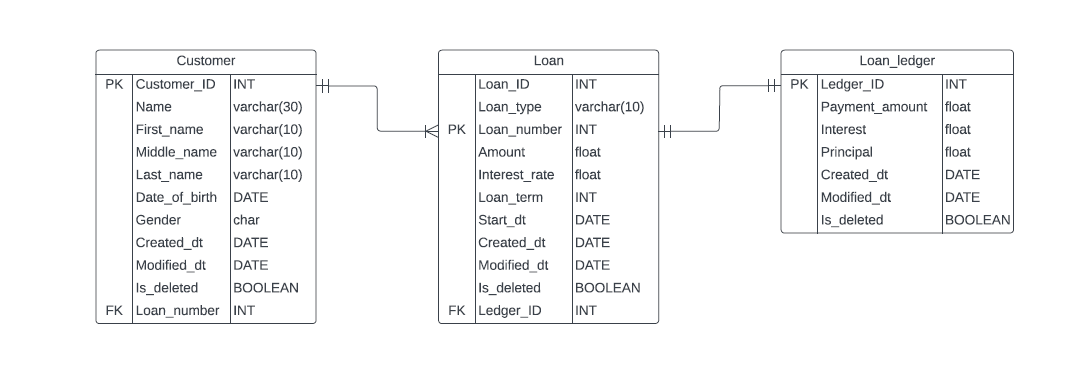 Customer
PK Customer_ID INT
Name varchar(30)
First_name varchar(10)
Middle_name varchar(10)
Last_name varchar(10)
Date_of_birth DATE
Gender char
Created_dt DATE
Modified_dt DATE
Is_deleted BOOLEAN
FK Loan_number INT
Loan
Loan_ID INT
Loan_type varchar(10)
PK Loan_number INT
Amount float
Interest_rate float
Loan_term INT
Start_dt DATE
Created_dt DATE
Modified_dt DATE
Is_deleted BOOLEAN
FK Ledger_ID INT
Loan_ledger
PK Ledger_ID INT
Payment_amount float
Interest float
Principal float
Created_dt DATE
Modified_dt DATE
Is_deleted BOOLEAN